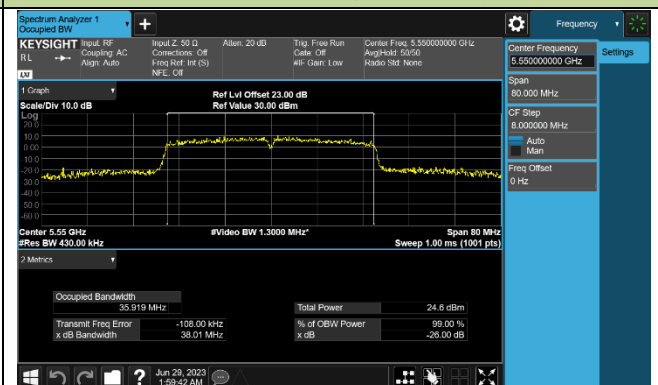 Spectrum Analyzer 1
Occupied BW
Frequency
KEYSIGHT
RL
LXI
Input: RF
Coupling: AC
Align: Auto
Input Z: 50 Ω
Corrections: Off
Freq Ref: Int (S)
NFE: Off
Atten: 20 dB
Trig: Free Run
Gate: Off
#IF Gain: Low
Center Freq: 5.550000000 GHz
Avg|Hold: 50/50
Radio Std: None
Center Frequency
5.550000000 GHz
Settings
Span
80.000 MHz
CF Step
8.000000 MHz
Auto
Man
Freq Offset
0 Hz
1 Graph
Scale/Div 10.0 dB
Ref Lvl Offset 23.00 dB
Ref Value 30.00 dBm
Log
20.0
10.0
0.00
-10.0
-20.0
-30.0
-40.0
-50.0
-60.0
Center 5.55 GHz
#Res BW 430.00 kHz
#Video BW 1.3000 MHz*
Span 80 MHz
Sweep 1.00 ms (1001 pts)
2 Metrics
Occupied Bandwidth
35.919 MHz
Total Power 24.6 dBm
Transmit Freq Error -108.00 kHz
% of OBW Power 99.00 %
x dB Bandwidth 38.01 MHz
x dB -26.00 dB
?
Jun 29, 2023
1:59:42 AM